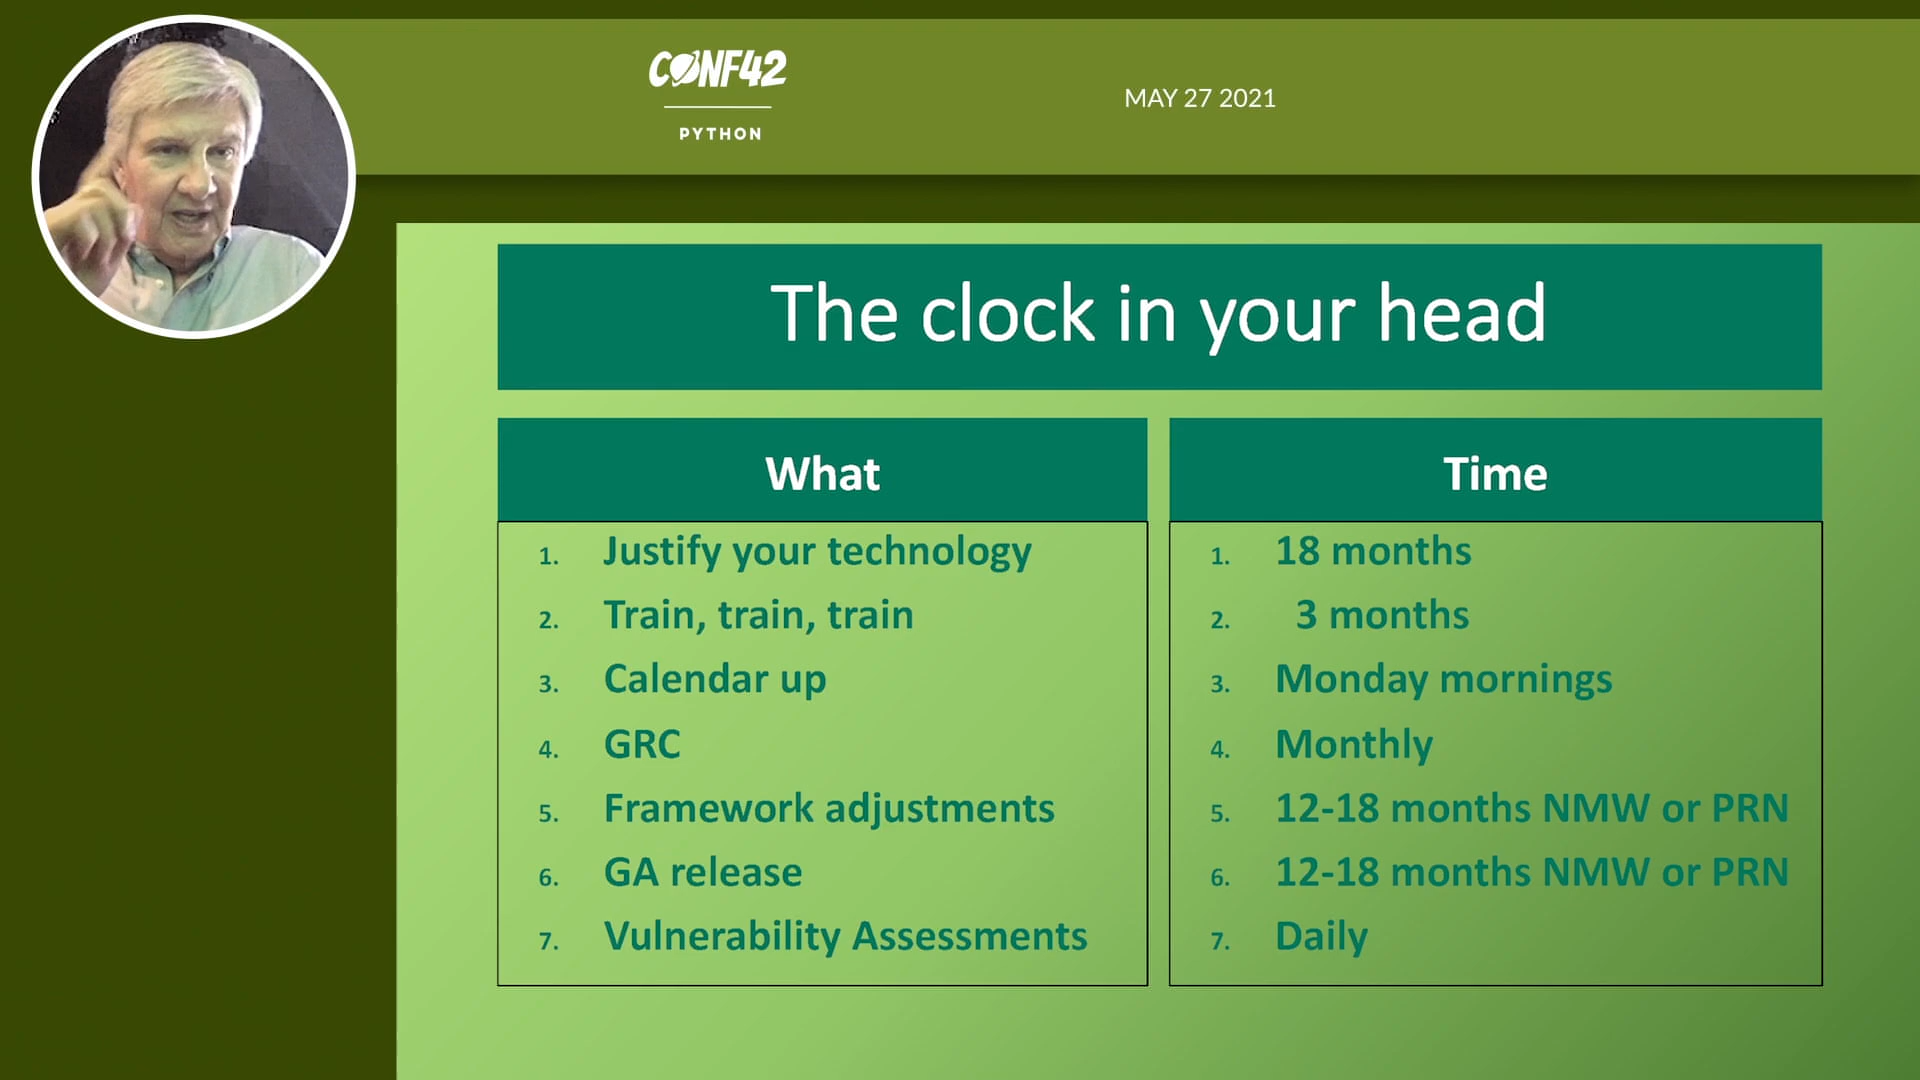 CONF42
PYTHON
MAY 27 2021
The clock in your head
What
1. Justify your technology
2. Train, train, train
3. Calendar up
4. GRC
5. Framework adjustments
6. GA release
7. Vulnerability Assessments
Time
1. 18 months
2. 3 months
3. Monday mornings
4. Monthly
5. 12-18 months NMW or PRN
6. 12-18 months NMW or PRN
7. Daily